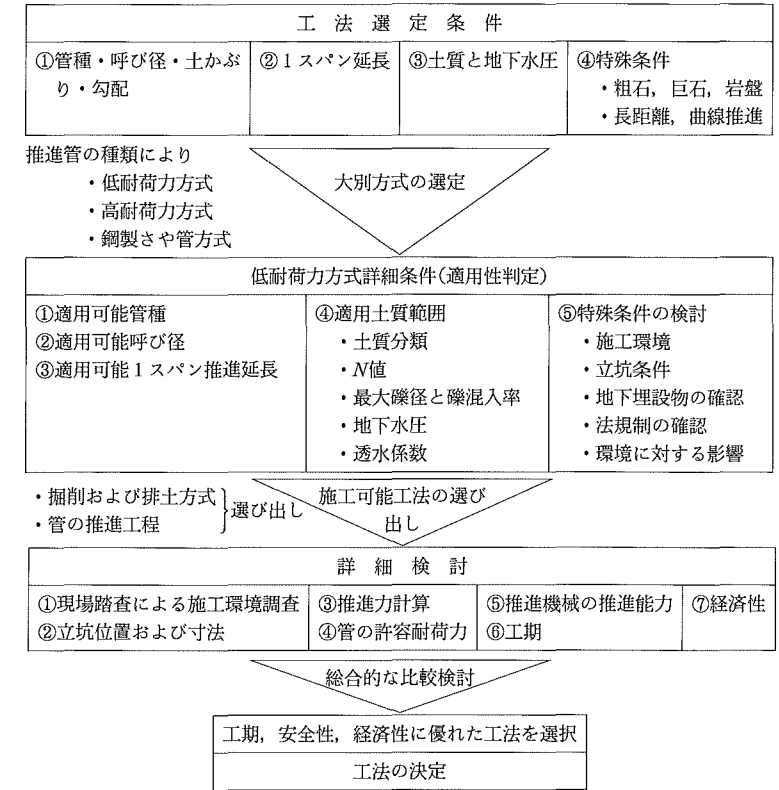 工法選定条件
①管種・呼び径・土かぶ
り・勾配
②1スパン延長
③土質と地下水圧
④特殊条件
・粗石，巨石，岩盤
・長距離，曲線推進
推進管の種類により
・低耐荷力方式
・高耐荷力方式
・鋼製さや管方式
大別方式の選定
低耐荷力方式詳細条件(適用性判定)
①適用可能管種
②適用可能呼び径
③適用可能1スパン推進延長
④適用土質範囲
・土質分類
・N値
・最大礫径と礫混入率
・地下水圧
・透水係数
⑤特殊条件の検討
・施工環境
・立坑条件
・地下埋設物の確認
・法規制の確認
・環境に対する影響
・掘削および排土方式
・管の推進工程
選び出し
施工可能工法の選び
出し
詳細検討
①現場踏査による施工環境調査
②立坑位置および寸法
③推進力計算
④管の許容耐荷力
⑤推進機械の推進能力
⑥工期
⑦経済性
総合的な比較検討
工期，安全性，経済性に優れた工法を選択
工法の決定